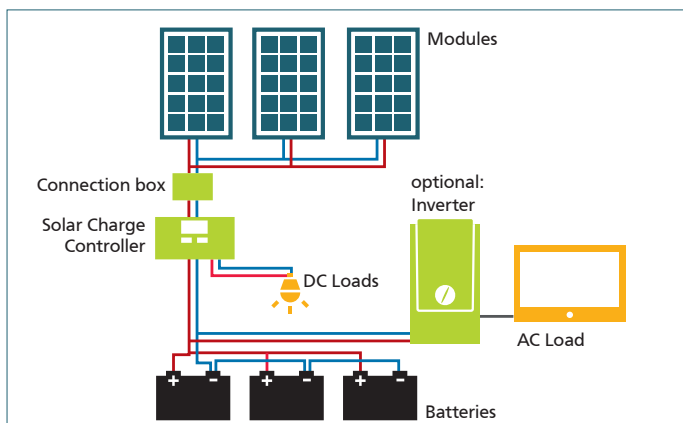 Modules
Connection box
optional:
Inverter
Solar Charge
Controller
DC Loads
AC Load
+ − + − + −
Batteries